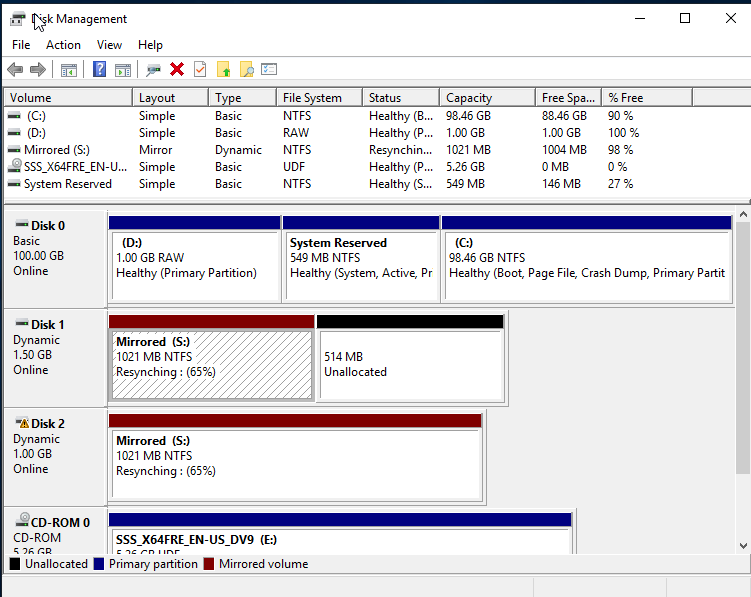 Disk Management
File Action View Help
Volume Layout Type File System Status Capacity Free Spa... % Free
(C:) Simple Basic NTFS Healthy (B... 98.46 GB 88.46 GB 90 %
(D:) Simple Basic RAW Healthy (P... 1.00 GB 1.00 GB 100 %
Mirrored (S:) Mirror Dynamic NTFS Resynchin... 1021 MB 1004 MB 98 %
SSS_X64FRE_EN-U... Simple Basic UDF Healthy (P... 5.26 GB 0 MB 0 %
System Reserved Simple Basic NTFS Healthy (S... 549 MB 146 MB 27 %
Disk 0
Basic
100.00 GB
Online
(D:)
1.00 GB RAW
Healthy (Primary Partition)
System Reserved
549 MB NTFS
Healthy (System, Active, Pr
(C:)
98.46 GB NTFS
Healthy (Boot, Page File, Crash Dump, Primary Partit
Disk 1
Dynamic
1.50 GB
Online
Mirrored (S:)
1021 MB NTFS
Resynching : (65%)
514 MB
Unallocated
Disk 2
Dynamic
1.00 GB
Online
Mirrored (S:)
1021 MB NTFS
Resynching : (65%)
CD-ROM 0
CD-ROM
5.26 GB
SSS_X64FRE_EN-US_DV9 (E:)
5.26 GB UDF
Unallocated Primary partition Mirrored volume